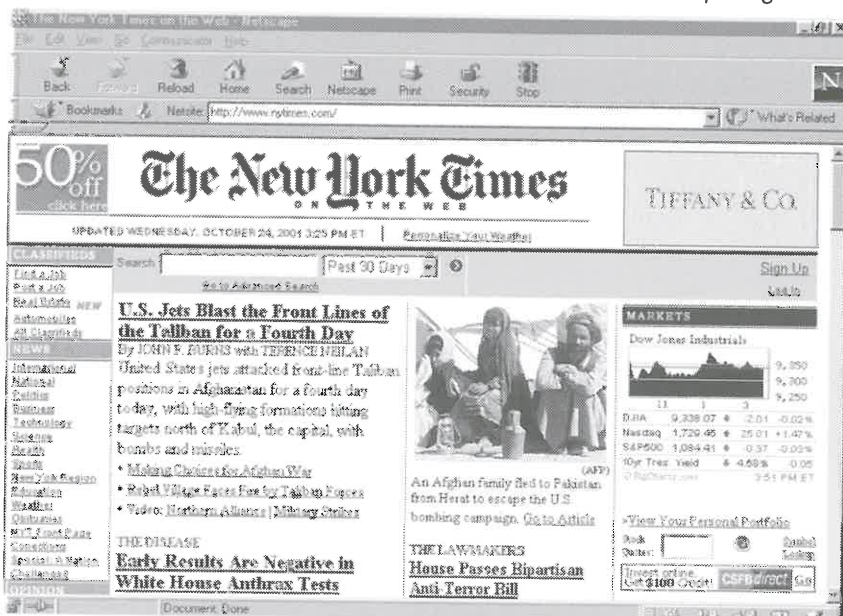 The New York Times on the Web - Netscape
File Edit View Go Communicator Help
Back Forward Reload Home Search Netscape Print Security Stop
N
Bookmarks Netsite: http://www.nytimes.com/ What's Related
50% off
click here
The New York Times
ON THE WEB
TIFFANY & CO.
UPDATED WEDNESDAY, OCTOBER 24, 2001 3:25 PM ET | Personalize Your Weather
CLASSIFIEDS
Find a Job
Post a Job
Real Estate NEW
Automobiles
All Classifieds
NEWS
International
National
Politics
Business
Technology
Science
Health
Sports
New York Region
Education
Weather
Obituaries
NYT Front Page
Corrections
Special: A Nation
Challenged
OPINION
Search Past 30 Days
Go to Advanced Search
Sign Up
Log In
U.S. Jets Blast the Front Lines of
the Taliban for a Fourth Day
By JOHN F. BURNS with TERENCE NEILAN
United States jets attacked front-line Taliban
positions in Afghanistan for a fourth day
today, with high-flying formations hitting
targets north of Kabul, the capital, with
bombs and missiles.
• Making Choices for Afghan War
• Rebel Village Faces Fire by Taliban Forces
• Video: Northern Alliance | Military Strikes
THE DISEASE
Early Results Are Negative in
White House Anthrax Tests
(AFP)
An Afghan family fled to Pakistan
from Herat to escape the U.S.
bombing campaign. Go to Article
THE LAWMAKERS
House Passes Bipartisan
Anti-Terror Bill
MARKETS
Dow Jones Industrials
9,350
9,300
9,250
11 1 3
DJIA 9,338.07 -2.01 -0.02%
Nasdaq 1,729.45 25.01 +1.47%
S&P500 1,084.41 -0.37 -0.03%
10yr Tres Yield 4.58% -0.05
3:51 PM ET
»View Your Personal Portfolio
Stock
Quotes:
Symbol
Lookup
Invest online.
Get $100 Credit! CSFBdirect Go
Document: Done